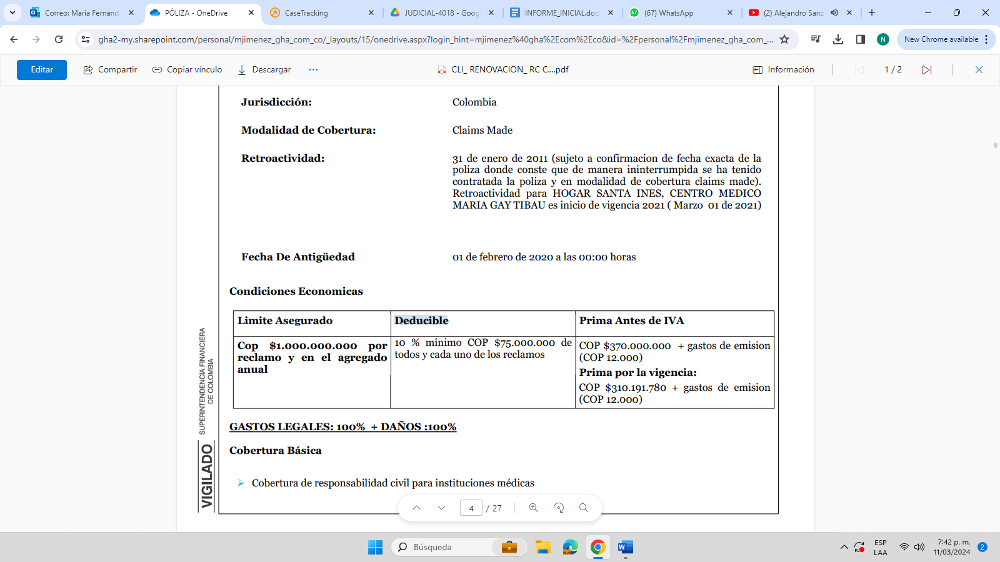 Correo: Maria Fernanda
PÓLIZA - OneDrive
CaseTracking
JUDICIAL-4018 - Goog
INFORME_INICIAL.doc
(67) WhatsApp
(2) Alejandro Sanz
gha2-my.sharepoint.com/personal/mjimenez_gha_com_co/_layouts/15/onedrive.aspx?login_hint=mjimenez%40gha%2Ecom%2Eco&id=%2Fpersonal%2Fmjimenez_gha_com_...
N
New Chrome available
Editar
Compartir
Copiar vínculo
Descargar
...
CLI_ RENOVACION_ RC C....pdf
Información
1 / 2
Jurisdicción: Colombia
Modalidad de Cobertura: Claims Made
Retroactividad: 31 de enero de 2011 (sujeto a confirmacion de fecha exacta de la
poliza donde conste que de manera ininterrumpida se ha tenido
contratada la poliza y en modalidad de cobertura claims made).
Retroactividad para HOGAR SANTA INES, CENTRO MEDICO
MARIA GAY TIBAU es inicio de vigencia 2021 ( Marzo 01 de 2021)
Fecha De Antigüedad 01 de febrero de 2020 a las 00:00 horas
Condiciones Economicas
Limite Asegurado
Deducible
Prima Antes de IVA
Cop $1.000.000.000 por
reclamo y en el agregado
anual
10 % mínimo COP $75.000.000 de
todos y cada uno de los reclamos
COP $370.000.000 + gastos de emision
(COP 12.000)
Prima por la vigencia:
COP $310.191.780 + gastos de emision
(COP 12.000)
GASTOS LEGALES: 100% + DAÑOS :100%
Cobertura Básica
Cobertura de responsabilidad civil para instituciones médicas
VIGILADO
SUPERINTENDENCIA FINANCIERA
DE COLOMBIA
4 / 27
Búsqueda
ESP
LAA
7:42 p. m.
11/03/2024
2